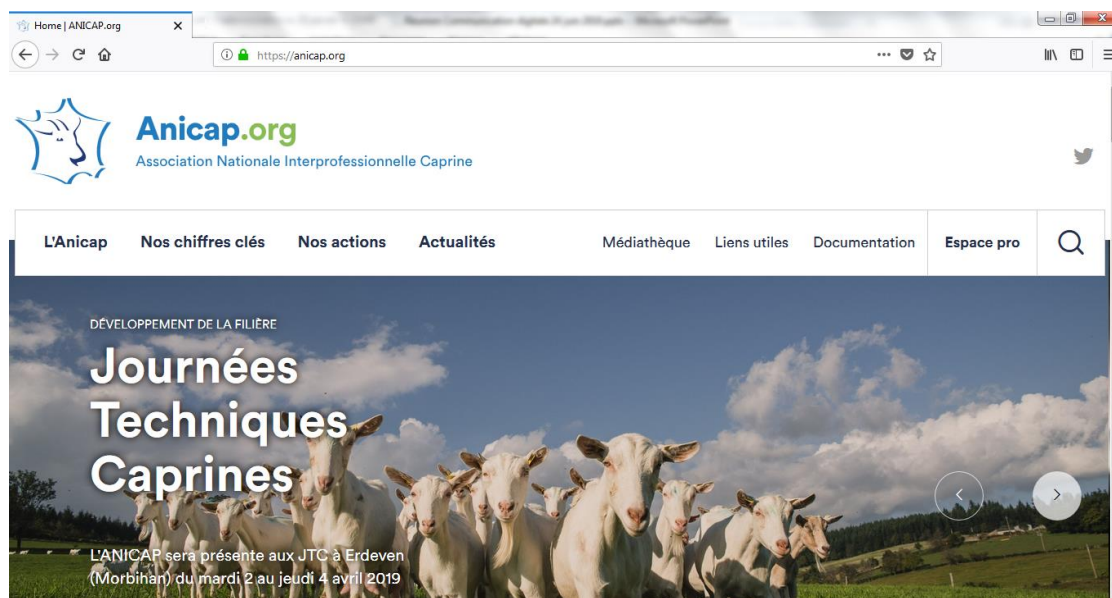 Home | ANICAP.org
https://anicap.org
Anicap.org
Association Nationale Interprofessionnelle Caprine
L'Anicap
Nos chiffres clés
Nos actions
Actualités
Médiathèque
Liens utiles
Documentation
Espace pro
DÉVELOPPEMENT DE LA FILIÈRE
Journées
Techniques
Caprines
L'ANICAP sera présente aux JTC à Erdeven
(Morbihan) du mardi 2 au jeudi 4 avril 2019